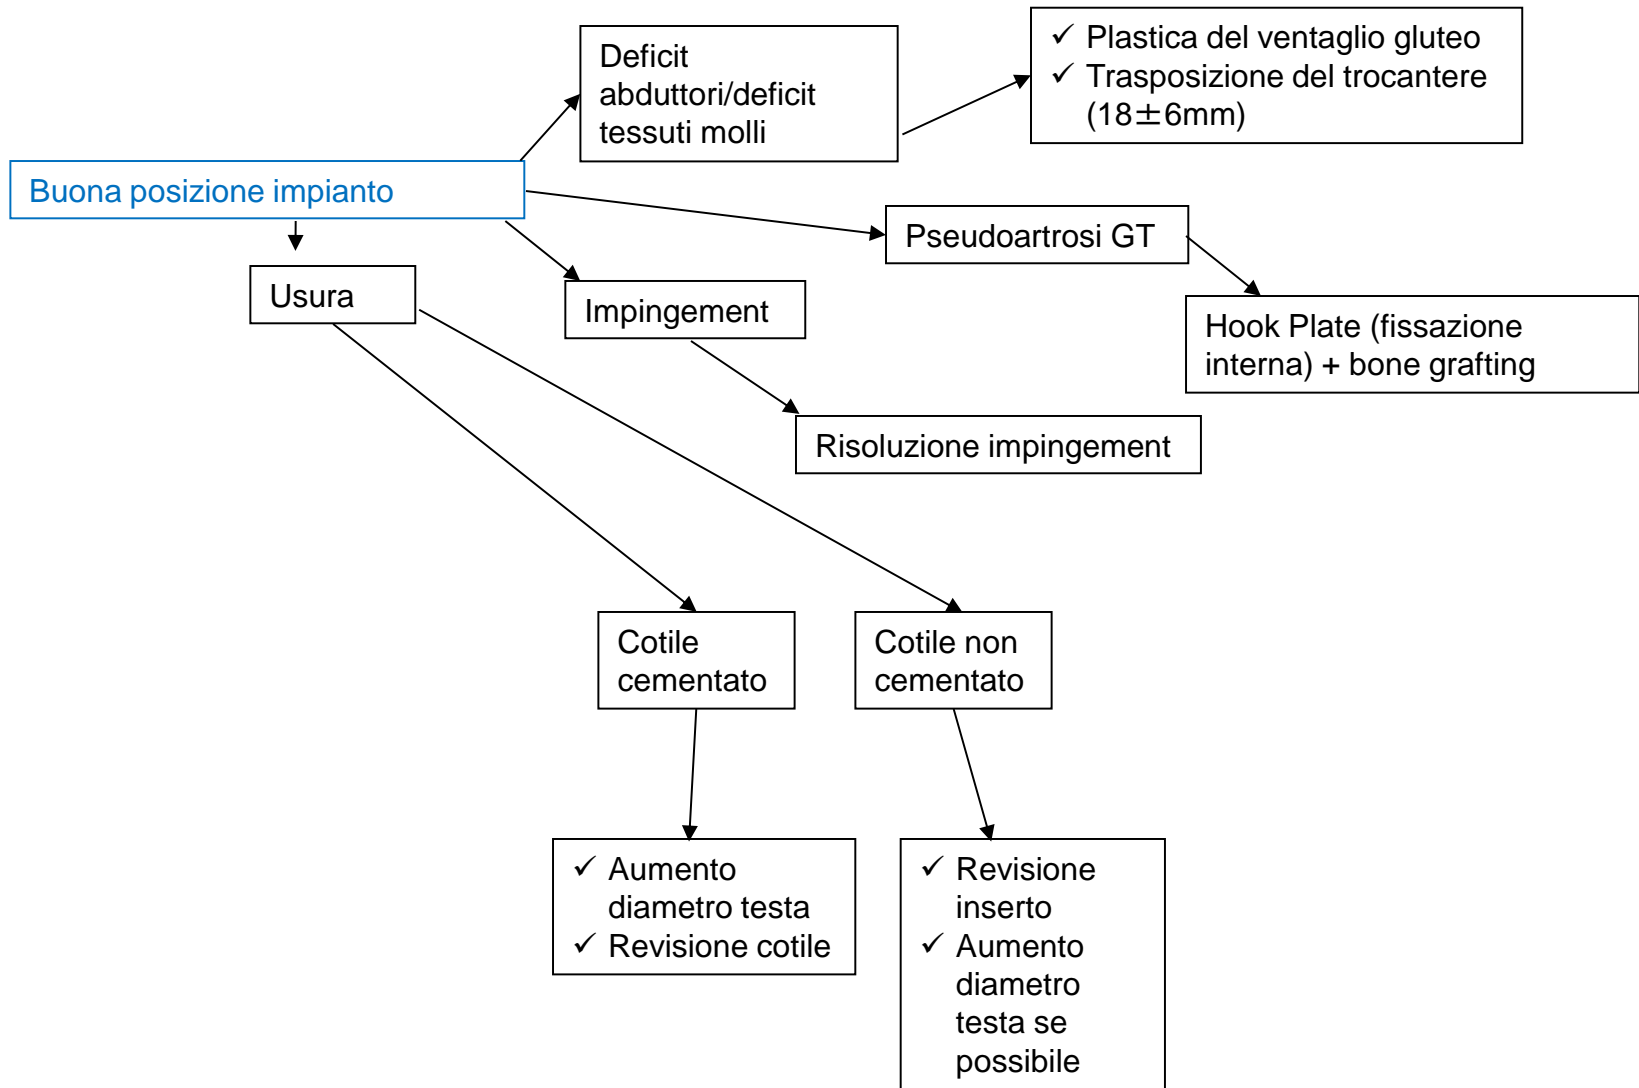 Deficit
abduttori/deficit
tessuti molli
✓ Plastica del ventaglio gluteo
✓ Trasposizione del trocantere
(18±6mm)
Buona posizione impianto
Pseudoartrosi GT
Usura
Impingement
Hook Plate (fissazione
interna) + bone grafting
Risoluzione impingement
Cotile
cementato
Cotile non
cementato
✓ Aumento
diametro testa
✓ Revisione cotile
✓ Revisione
inserto
✓ Aumento
diametro
testa se
possibile